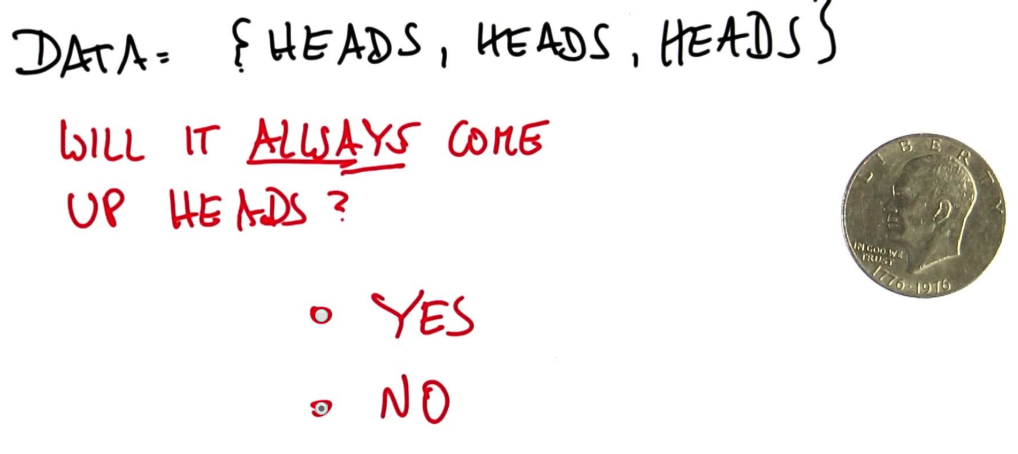 DATA= {HEADS, HEADS, HEADS}
WILL IT ALWAYS COME
UP HEADS?
LIBERTY
IN GOD WE
TRUST
1776-1976
YES
NO